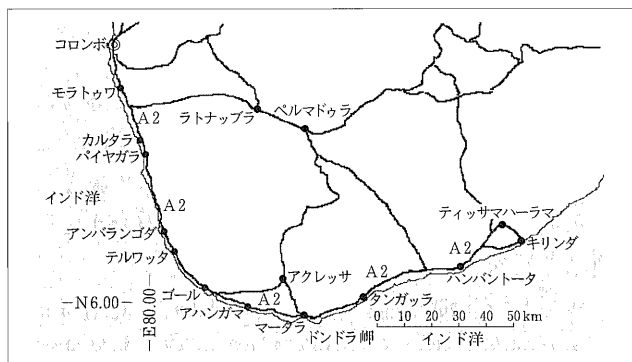 コロンボ
モラトゥワ
A2
ラトナップラ
ペルマドゥラ
カルタラ
パイヤガラ
インド洋
A2
ティッサマハーラマ
アンバランゴダ
キリンダ
テルワッタ
A2
ハンバントータ
アクレッサ
A2
ゴール
A2
タンガッラ
−N6.00−
−E80.00−
アハンガマ
マータラ
ドンドラ岬
0 10 20 30 40 50km
インド洋